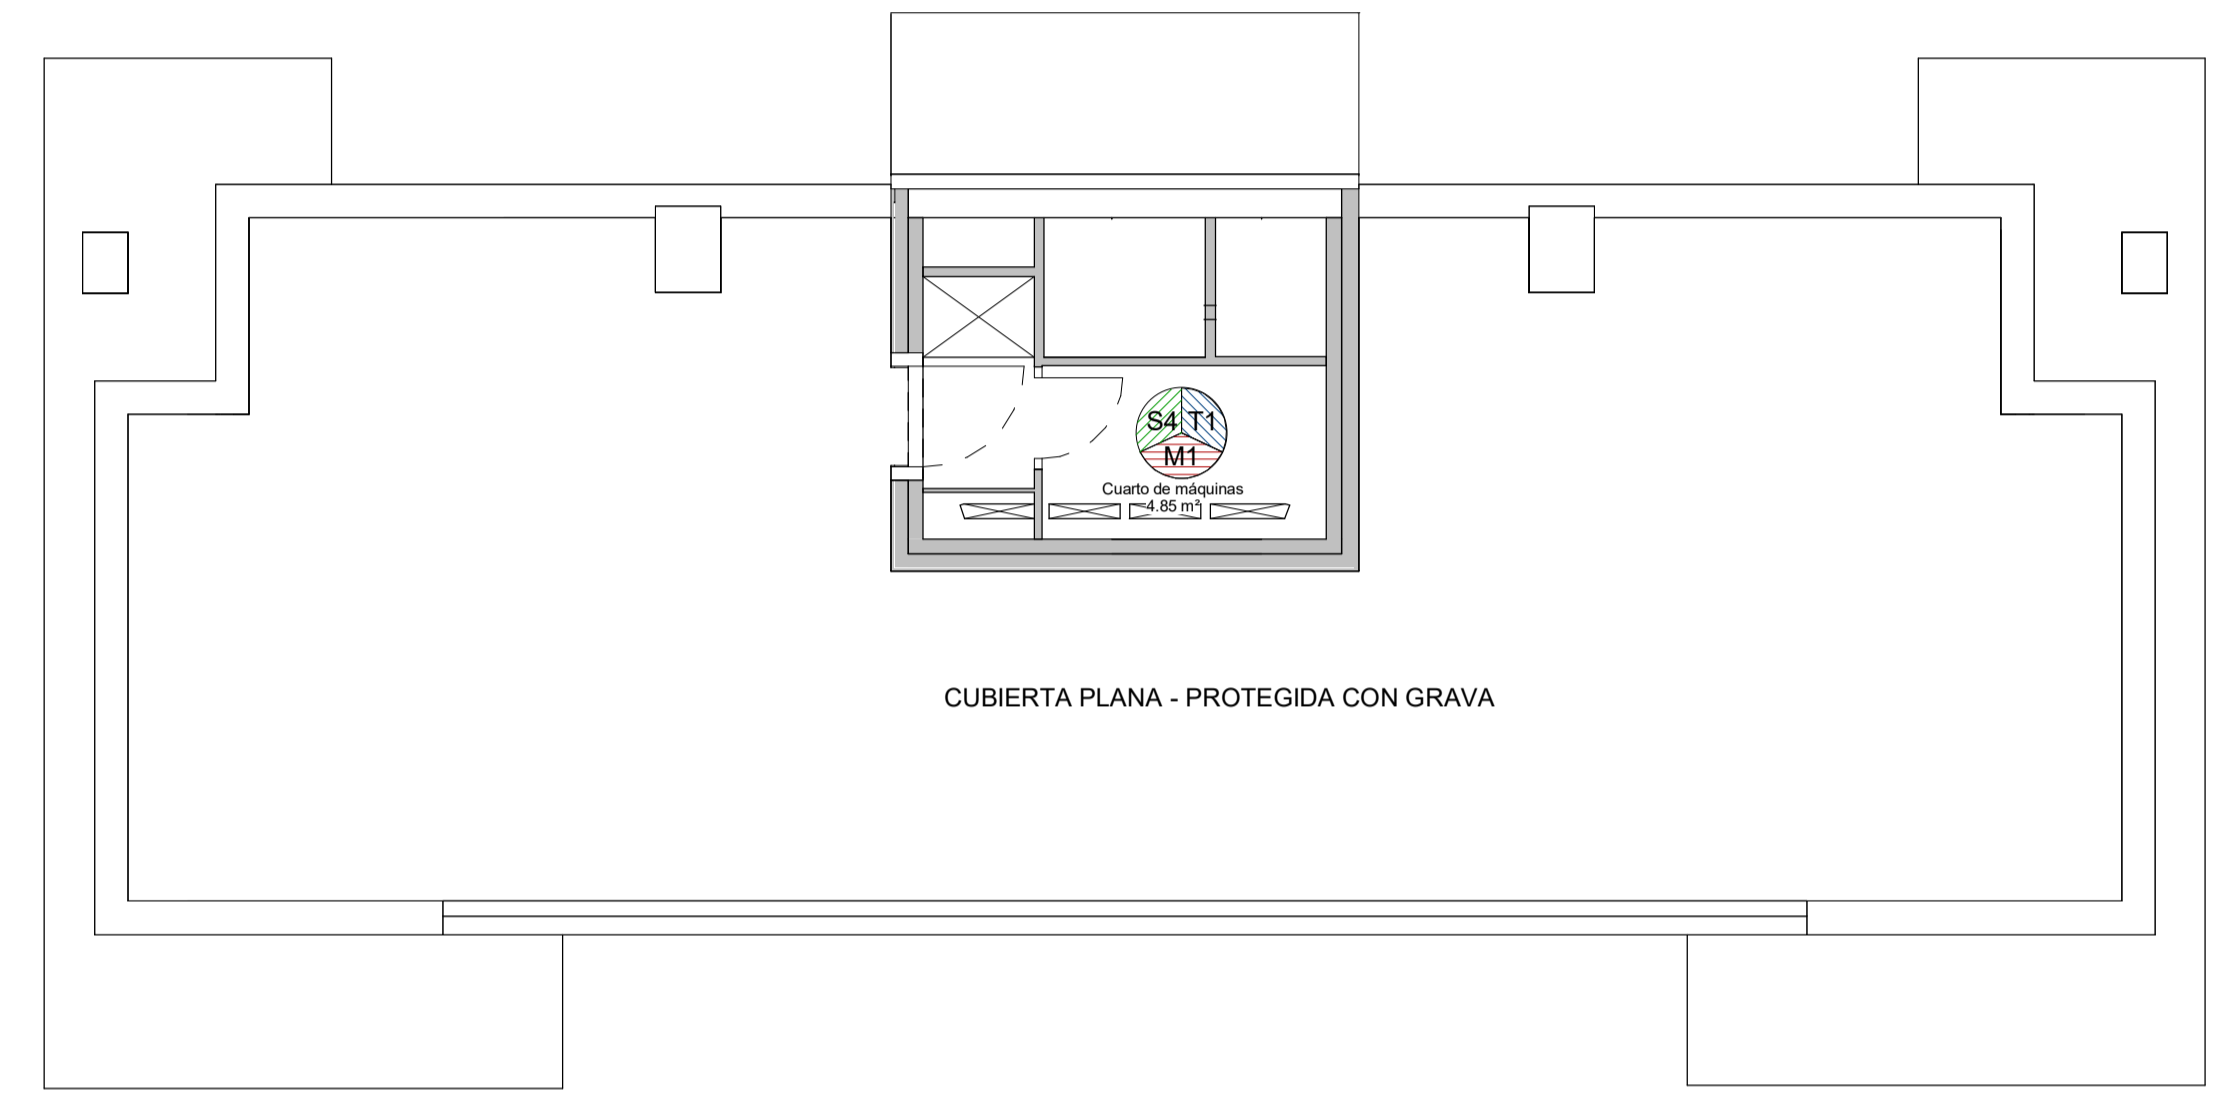 S4 T1
M1
Cuarto de máquinas
4.85 m²
CUBIERTA PLANA - PROTEGIDA CON GRAVA